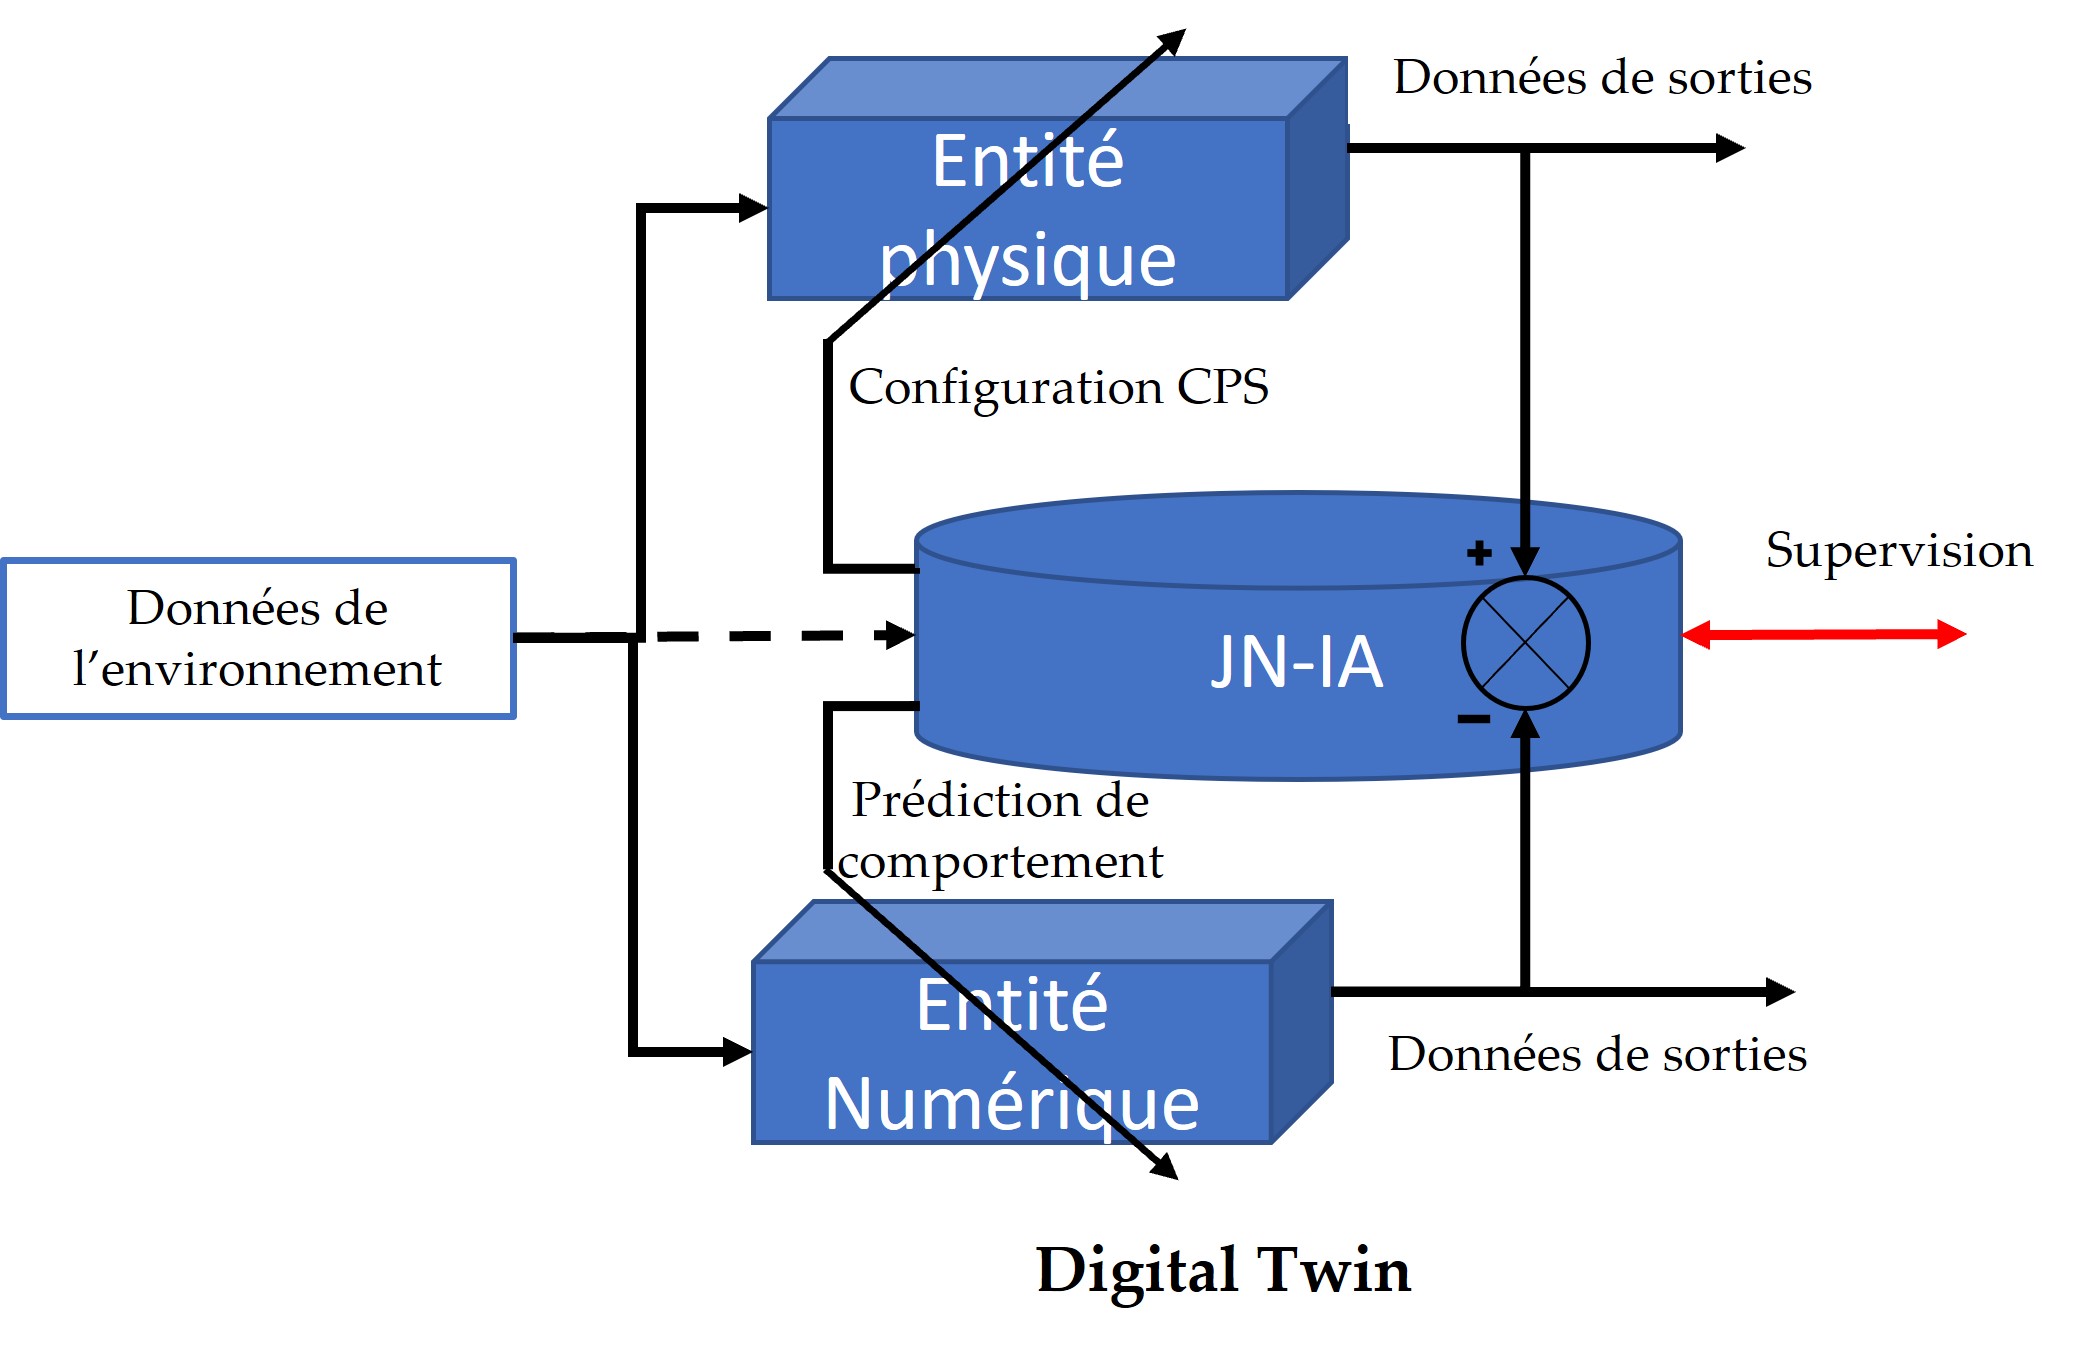 Données de sorties
Entité
physique
Configuration CPS
Supervision
+
Données de
l’environnement
JN-IA
−
Prédiction de
comportement
Entité
Numérique
Données de sorties
Digital Twin